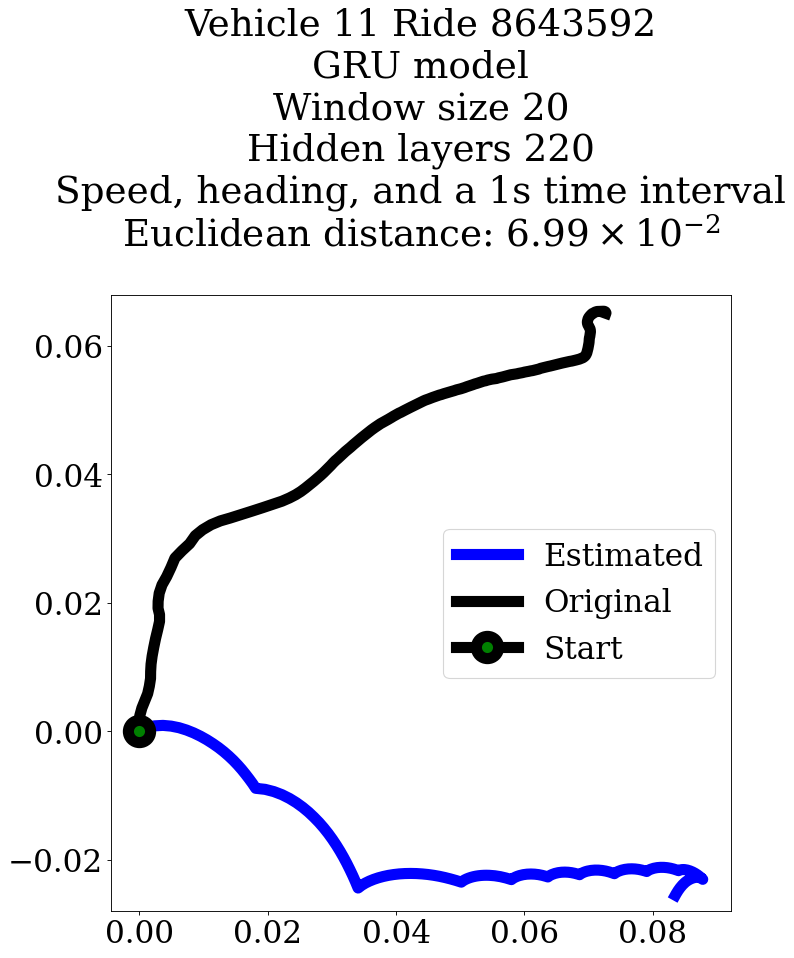 Vehicle 11 Ride 8643592
GRU model
Window size 20
Hidden layers 220
Speed, heading, and a 1s time interval
Euclidean distance: 6.99 × 10⁻²
0.06
0.04
0.02
0.00
−0.02
Estimated
Original
Start
0.00 0.02 0.04 0.06 0.08